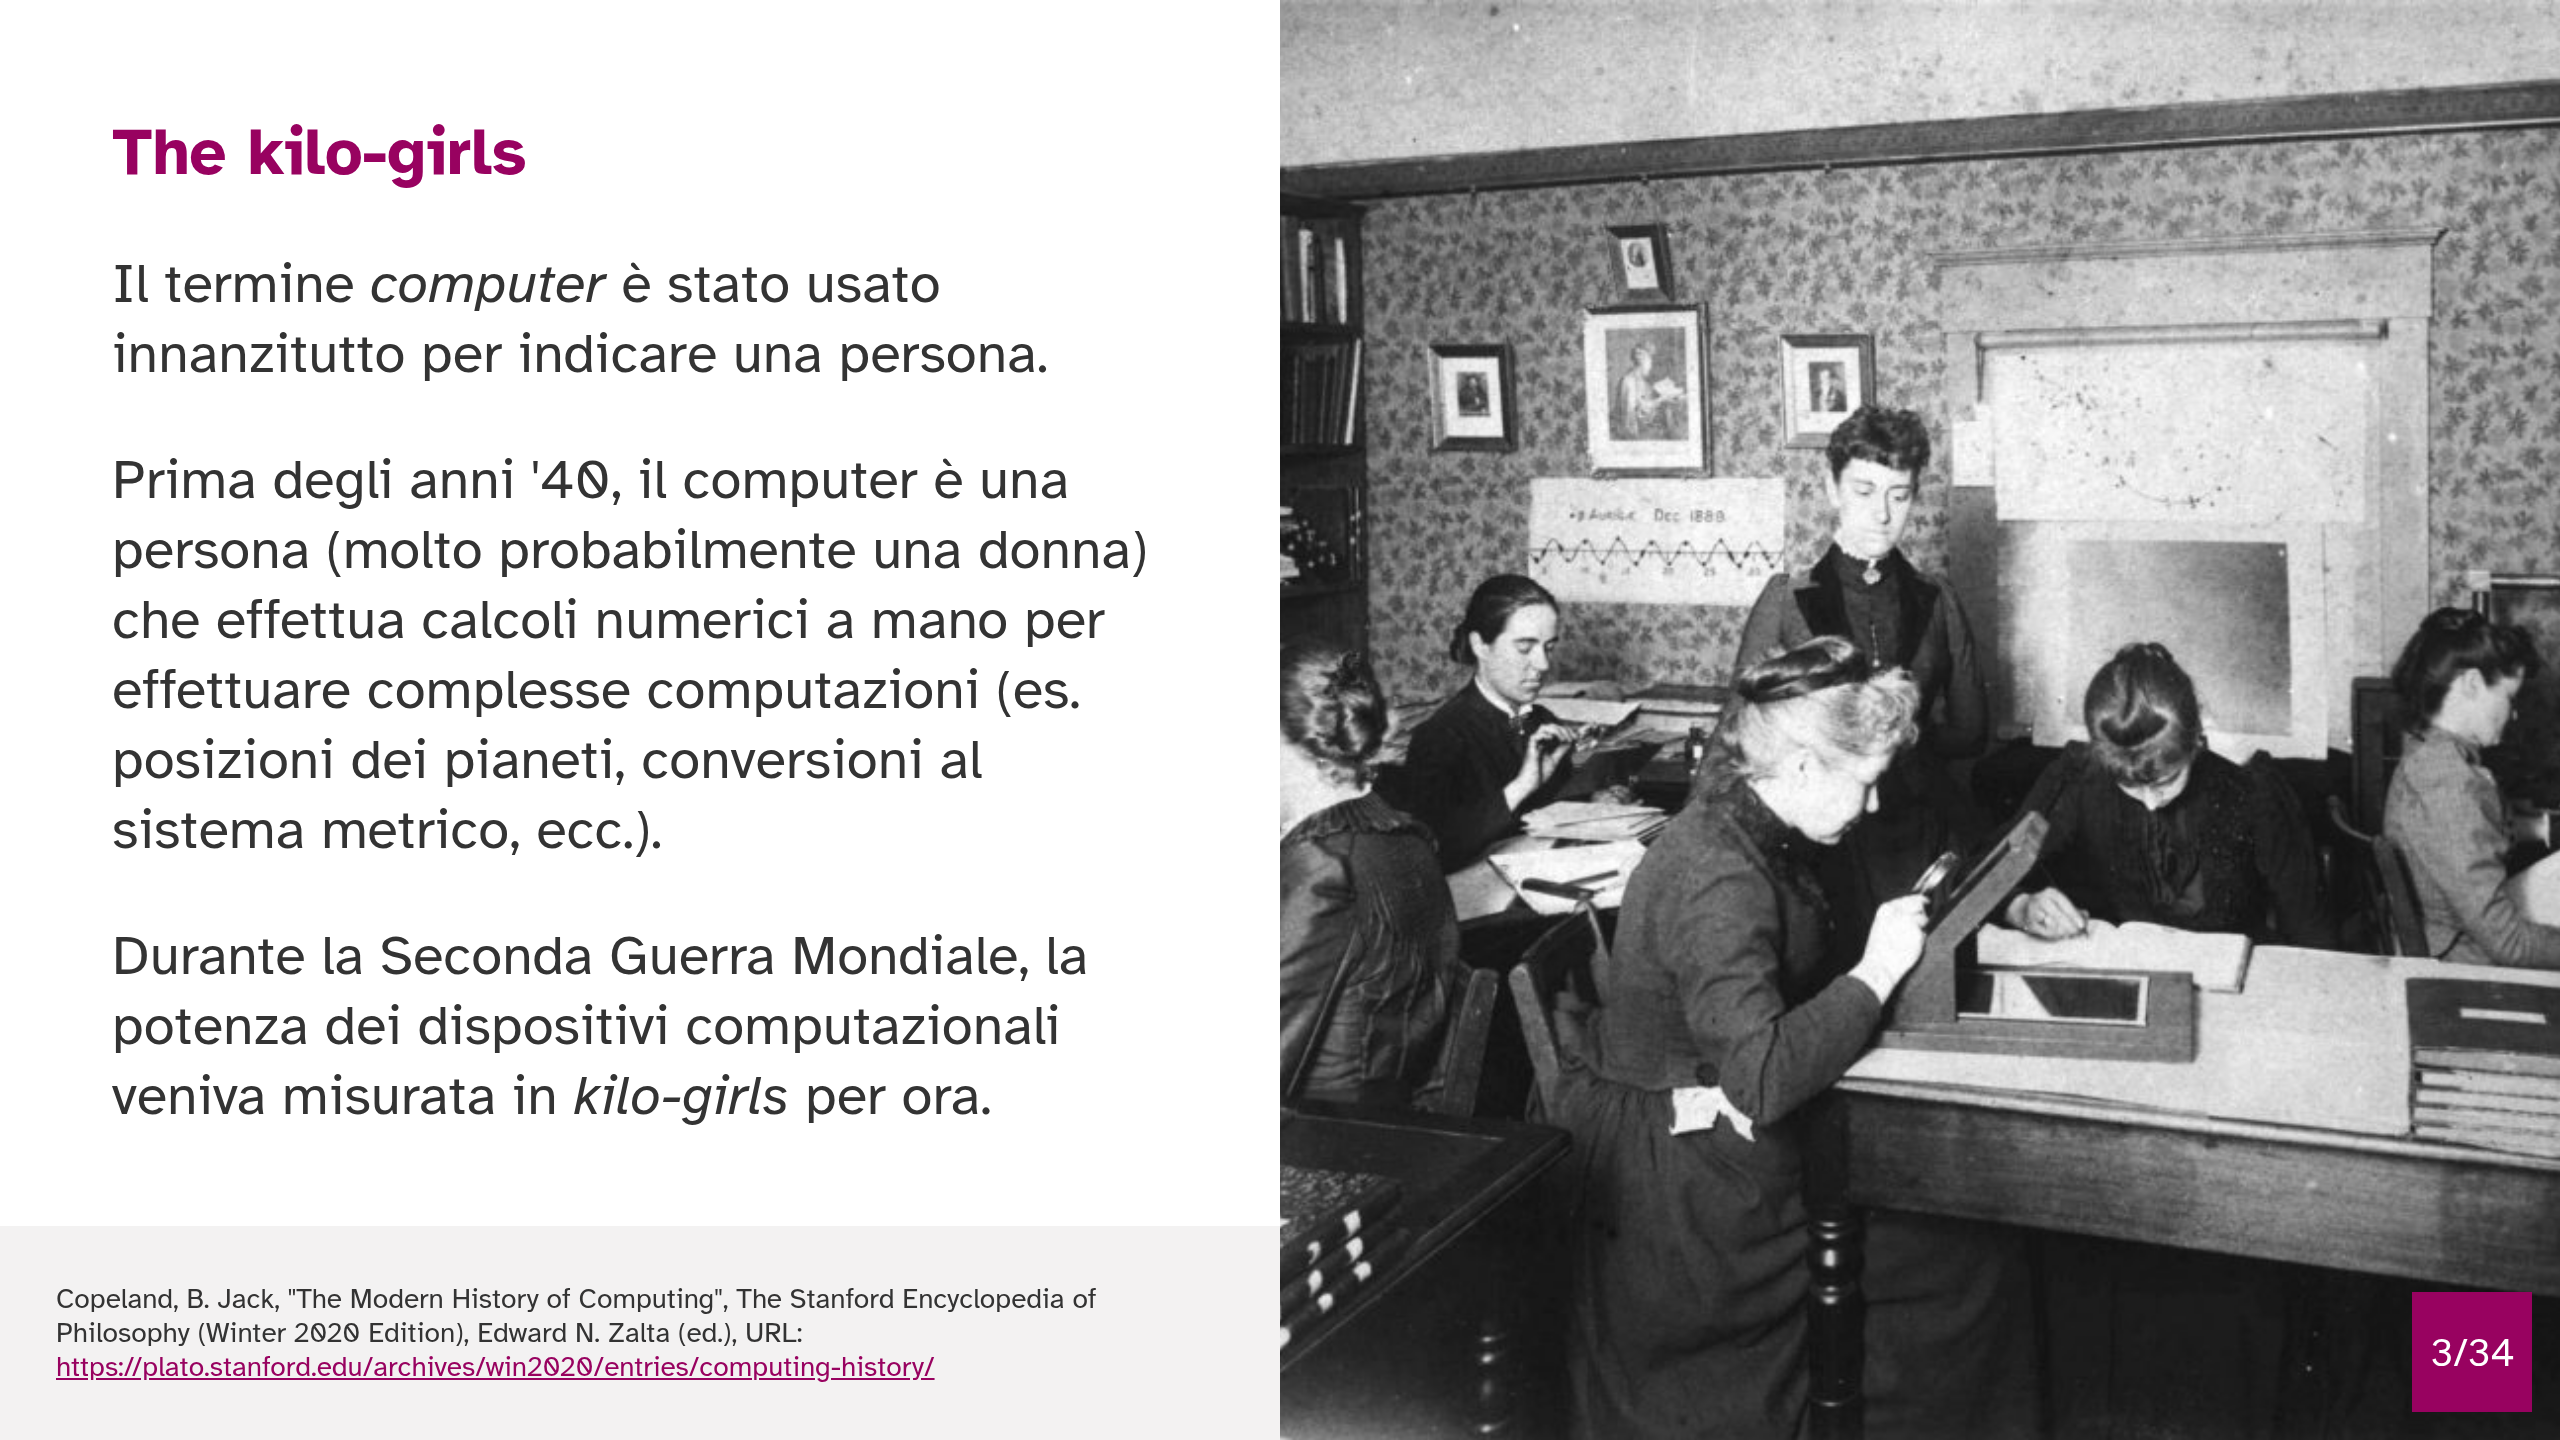 The kilo-girls
Il termine computer è stato usato
innanzitutto per indicare una persona.
Prima degli anni '40, il computer è una
persona (molto probabilmente una donna)
che effettua calcoli numerici a mano per
effettuare complesse computazioni (es.
posizioni dei pianeti, conversioni al
sistema metrico, ecc.).
Durante la Seconda Guerra Mondiale, la
potenza dei dispositivi computazionali
veniva misurata in kilo-girls per ora.
Copeland, B. Jack, "The Modern History of Computing", The Stanford Encyclopedia of
Philosophy (Winter 2020 Edition), Edward N. Zalta (ed.), URL:
https://plato.stanford.edu/archives/win2020/entries/computing-history/
Aurigæ Dec 1889
3/34